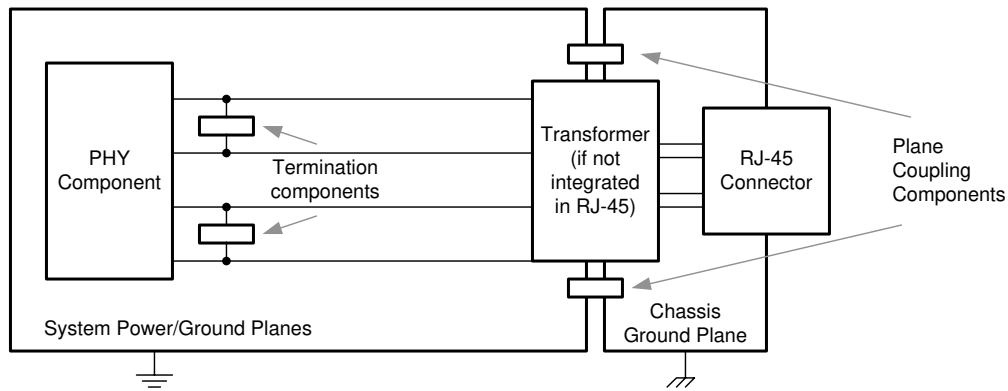 PHY
Component
Termination
components
Transformer
(if not
integrated
in RJ-45)
RJ-45
Connector
Plane
Coupling
Components
System Power/Ground Planes
Chassis
Ground Plane